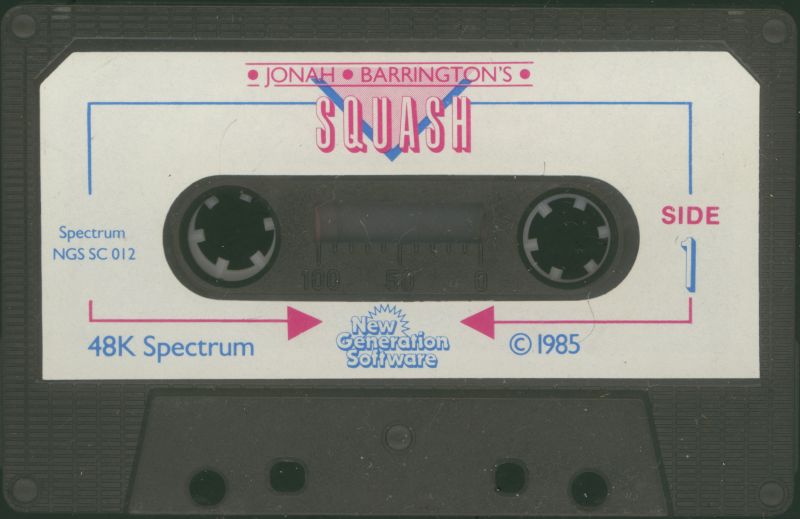 • JONAH • BARRINGTON'S •
SQUASH
Spectrum
NGS SC 012
SIDE
1
100 50 0
48K Spectrum
New
Generation
Software
© 1985